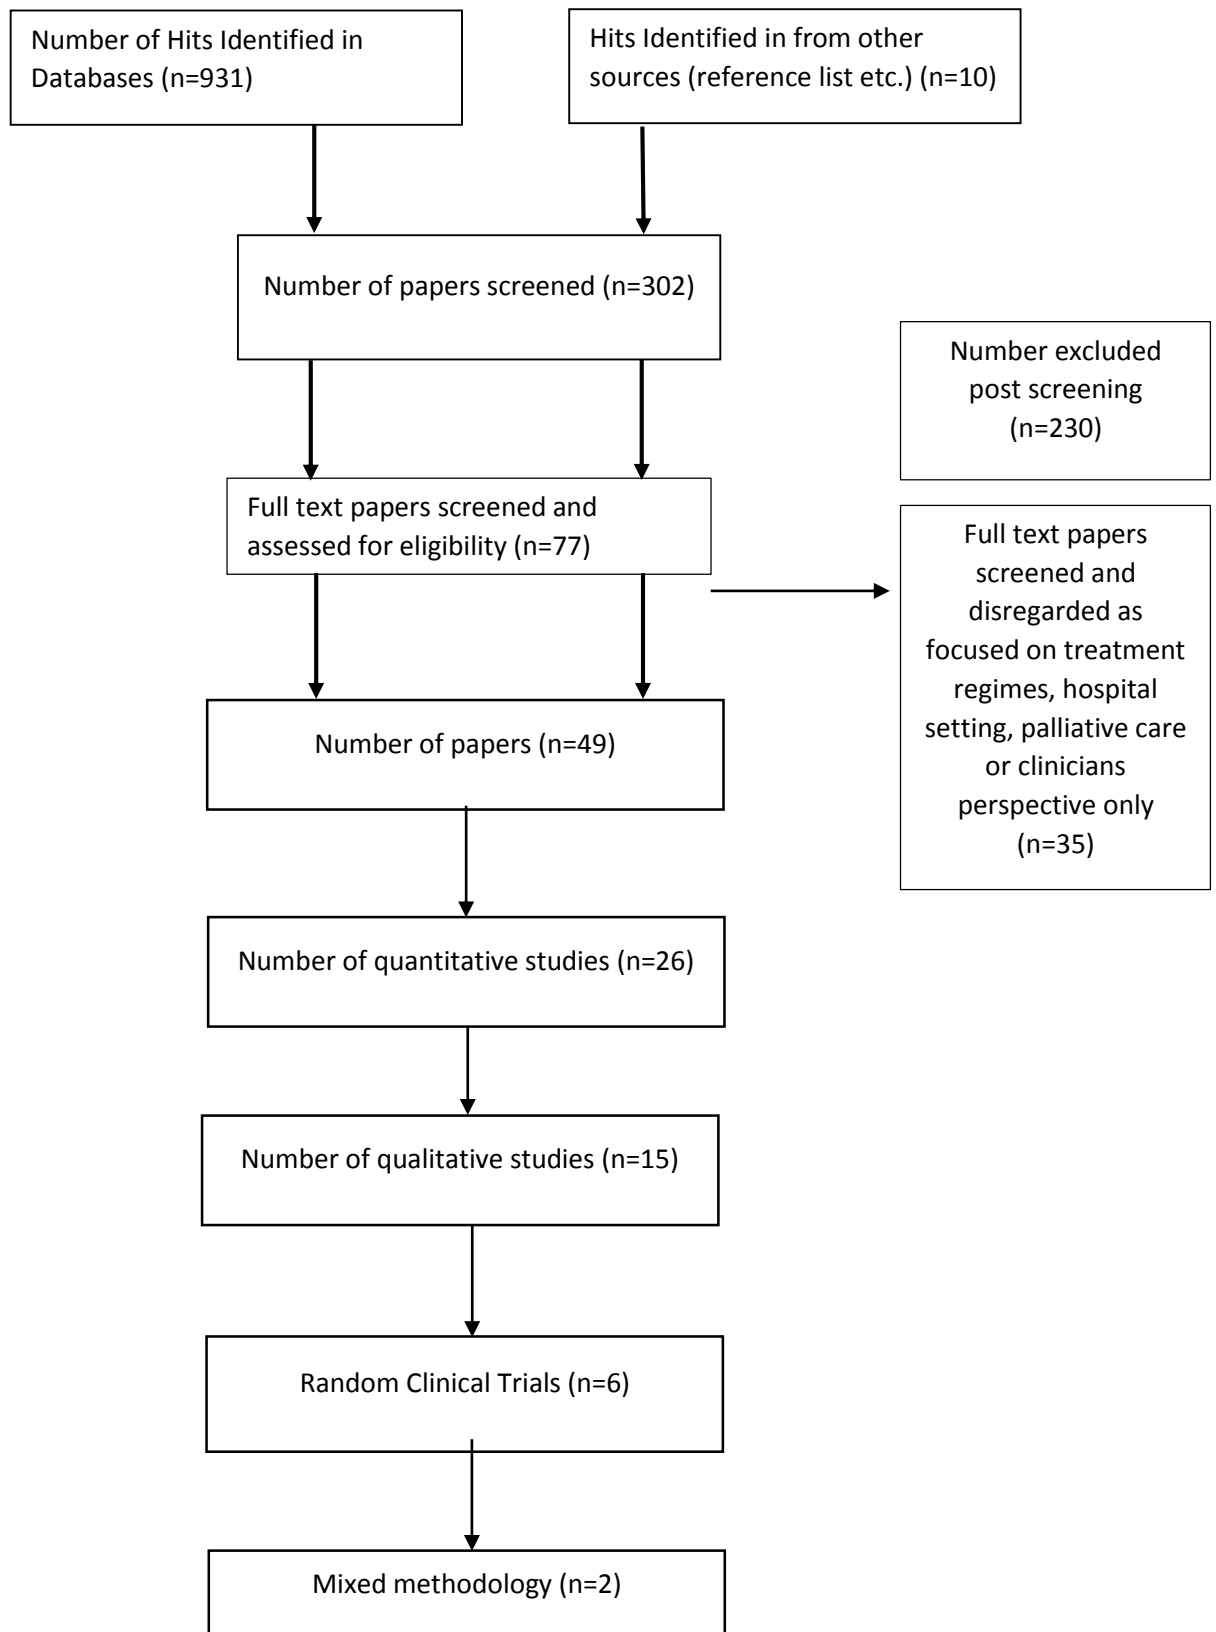 Number of Hits Identified in
Databases (n=931)
Hits Identified in from other
sources (reference list etc.) (n=10)
Number of papers screened (n=302)
Number excluded
post screening
(n=230)
Full text papers screened and
assessed for eligibility (n=77)
Full text papers
screened and
disregarded as
focused on treatment
regimes, hospital
setting, palliative care
or clinicians
perspective only
(n=35)
Number of papers (n=49)
Number of quantitative studies (n=26)
Number of qualitative studies (n=15)
Random Clinical Trials (n=6)
Mixed methodology (n=2)